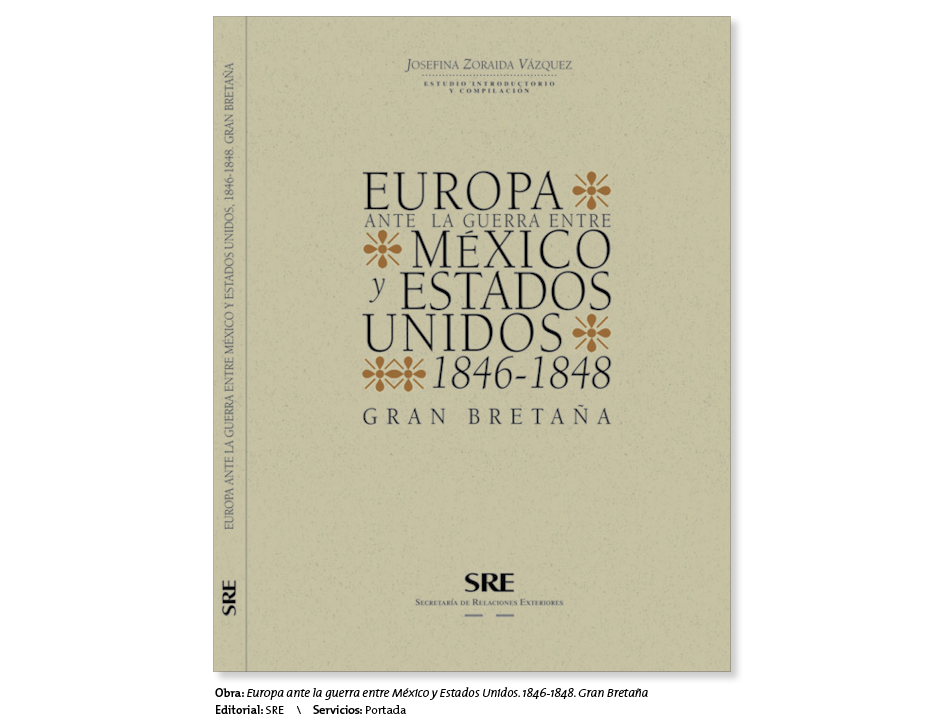 EUROPA ANTE LA GUERRA ENTRE MÉXICO Y ESTADOS UNIDOS, 1846-1848. GRAN BRETAÑA
SRE
JOSEFINA ZORAIDA VÁZQUEZ
ESTUDIO INTRODUCTORIO
Y COMPILACIÓN
EUROPA
ANTE LA GUERRA ENTRE
MÉXICO
y ESTADOS
UNIDOS
1846-1848
GRAN BRETAÑA
SRE
SECRETARÍA DE RELACIONES EXTERIORES
Obra: Europa ante la guerra entre México y Estados Unidos. 1846-1848. Gran Bretaña
Editorial: SRE \ Servicios: Portada